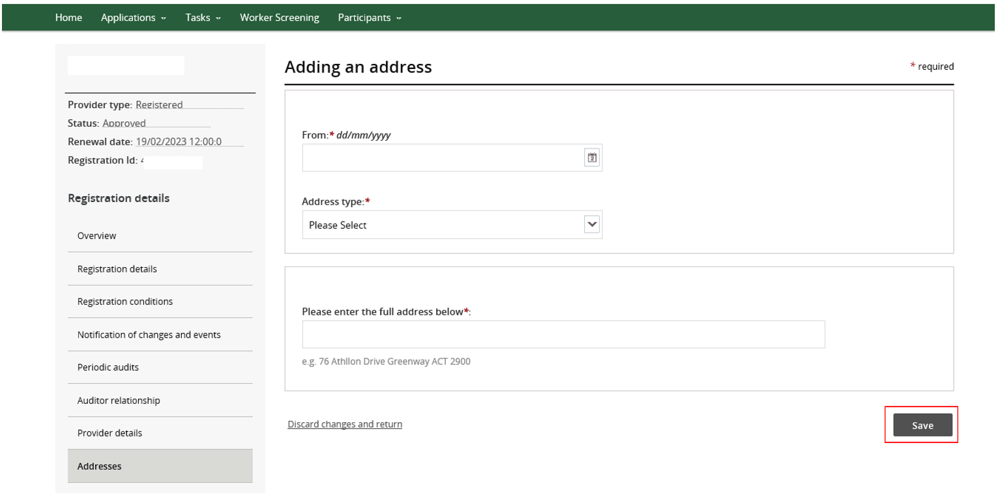 Home Applications Tasks Worker Screening Participants
Provider type: Registered
Status: Approved
Renewal date: 19/02/2023 12:00:0
Registration Id:
Registration details
Overview
Registration details
Registration conditions
Notification of changes and events
Periodic audits
Auditor relationship
Provider details
Addresses
Adding an address
* required
From:* dd/mm/yyyy
Address type:*
Please Select
Please enter the full address below*:
e.g. 76 Athllon Drive Greenway ACT 2900
Discard changes and return
Save